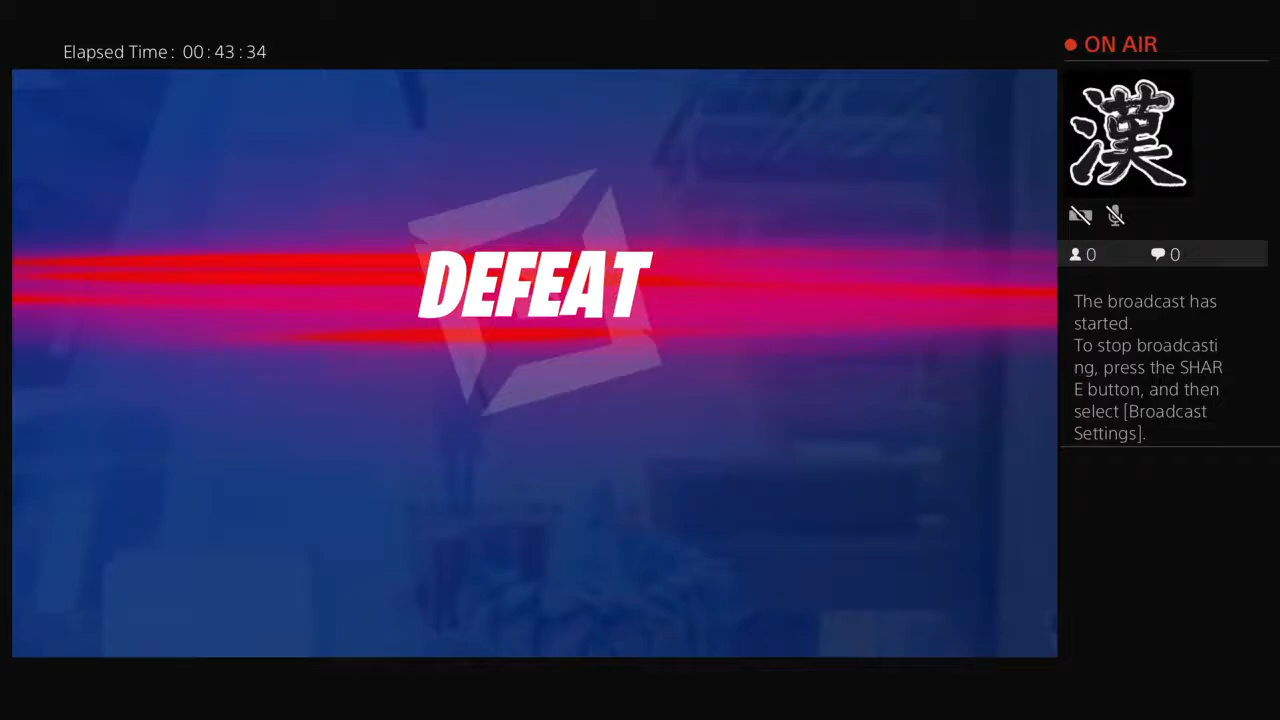 Elapsed Time: 00:43:34
ON AIR
漢
0 0
DEFEAT
The broadcast has
started.
To stop broadcasti
ng, press the SHAR
E button, and then
select [Broadcast
Settings].